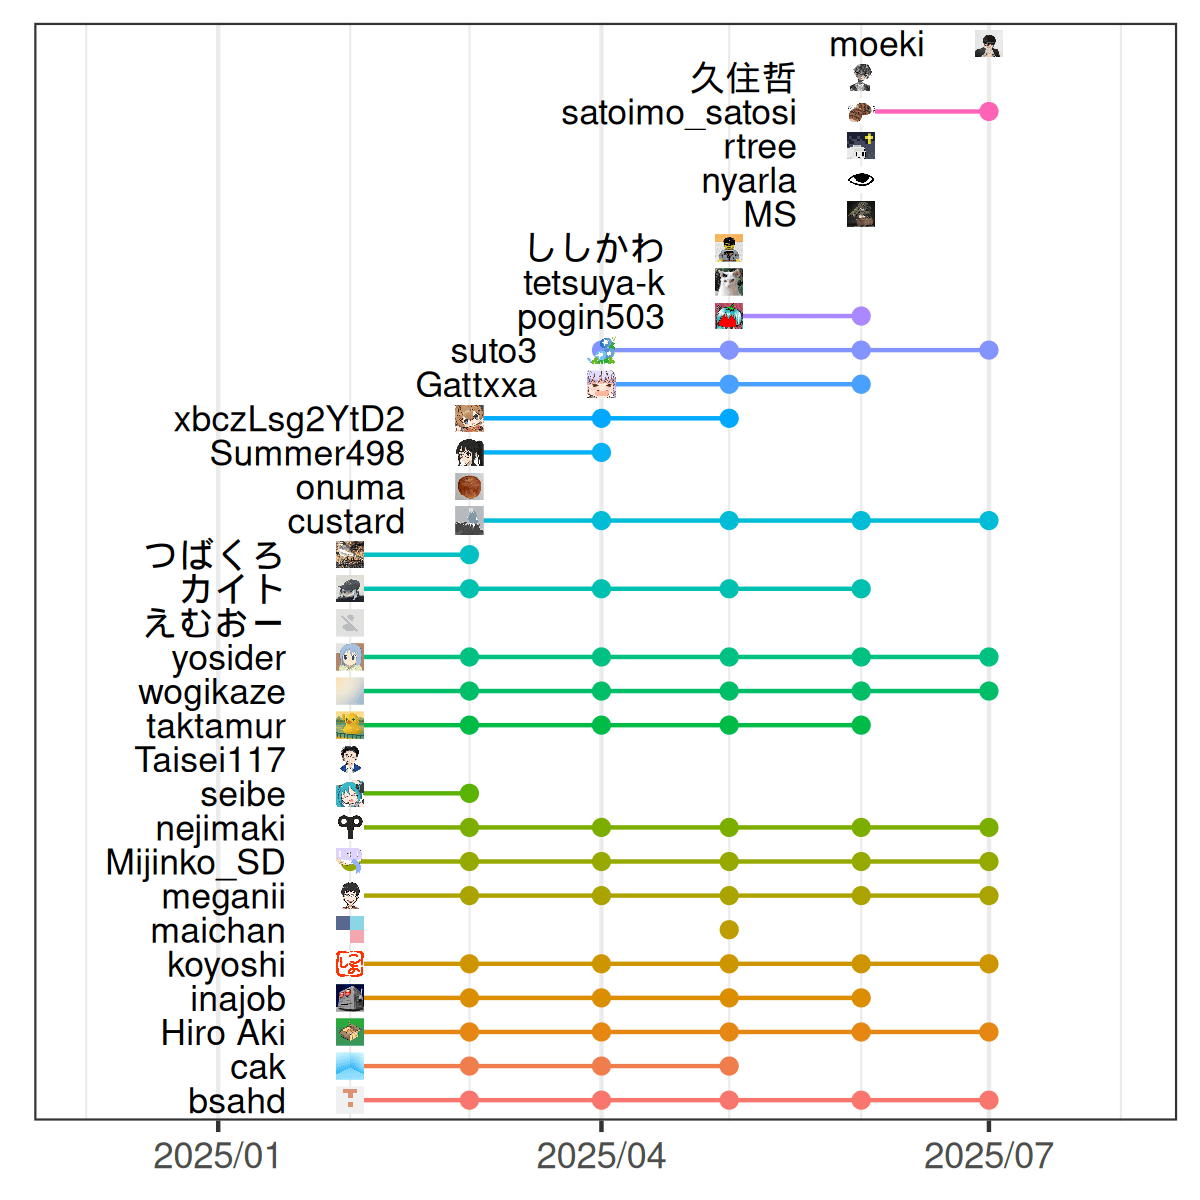 moeki
久住哲
satoimo_satosi
rtree
nyarla
MS
ししかわ
tetsuya-k
pogin503
suto3
Gattxxa
xbczLsg2YtD2
Summer498
onuma
custard
つばくろ
カイト
えむおー
yosider
wogikaze
taktamur
Taisei117
seibe
nejimaki
Mijinko_SD
meganii
maichan
koyoshi
inajob
Hiro Aki
cak
bsahd
2025/01 2025/04 2025/07